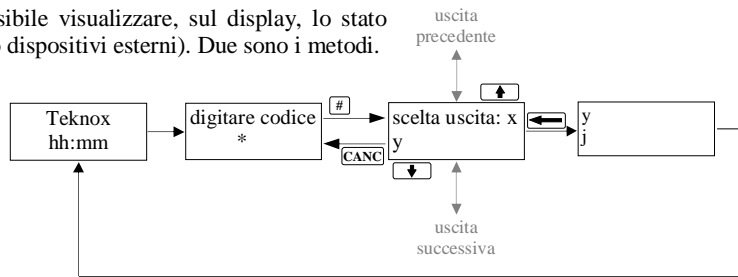 sibile visualizzare, sul display, lo stato
dispositivi esterni). Due sono i metodi.
uscita
precedente
Teknox
hh:mm
digitare codice
*
#
CANC
scelta uscita: x
y
y
j
uscita
successiva